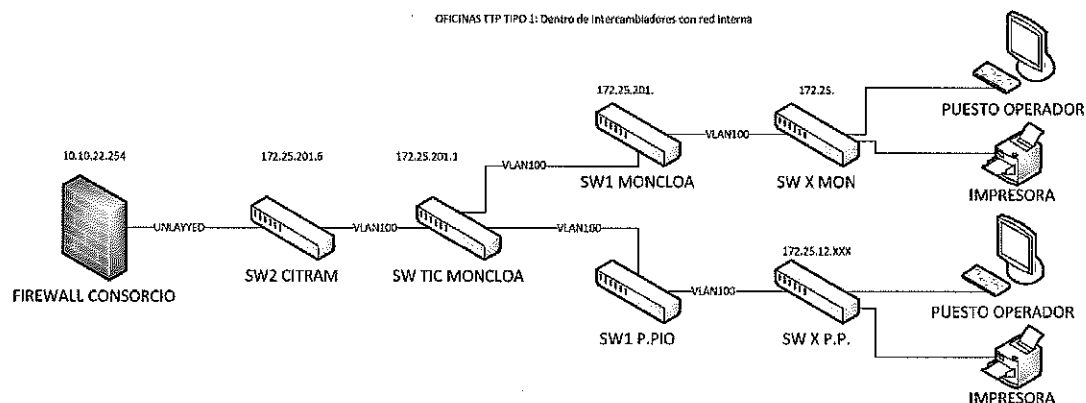 OFICINAS TTP TIPO 1: Dentro de Intercambiadores con red interna
172.25.201.
172.25.
PUESTO OPERADOR
10.10.22.254
172.25.201.6
172.25.201.1
VLAN100
VLAN100
SW1 MONCLOA
SW X MON
IMPRESORA
UNLAYYED
VLAN100
VLAN100
172.25.12.XXX
SW2 CITRAM
SW TIC MONCLOA
FIREWALL CONSORCIO
VLAN100
PUESTO OPERADOR
SW1 P.PIO
SW X P.P.
IMPRESORA